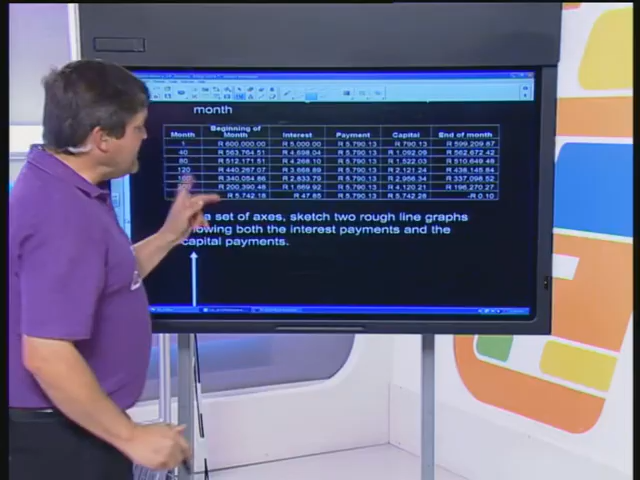 month
Month Beginning of Month Interest Payment Capital End of month
1 R 600,000.00 R 5,000.00 R 5,790.13 R 790.13 R 599,209.87
40 R 563,764.51 R 4,698.04 R 5,790.13 R 1,092.09 R 562,672.42
80 R 512,171.51 R 4,268.10 R 5,790.13 R 1,522.03 R 510,649.48
120 R 440,267.07 R 3,668.89 R 5,790.13 R 2,121.24 R 438,145.84
R 340,054.86 R 2,833.79 R 5,790.13 R 2,956.34 R 337,098.52
R 200,390.48 R 1,669.92 R 5,790.13 R 4,120.21 R 196,270.27
R 5,742.18 R 47.85 R 5,790.13 R 5,742.28 -R 0.10
a set of axes, sketch two rough line graphs
showing both the interest payments and the
capital payments.